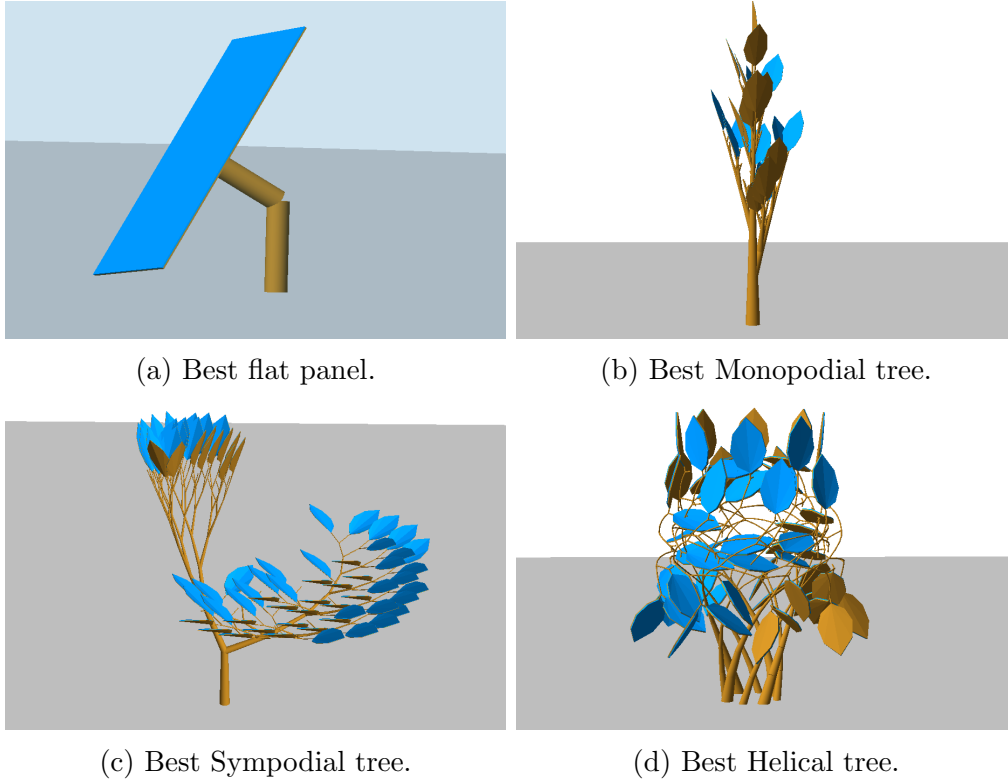 (a) Best flat panel.
(b) Best Monopodial tree.
(c) Best Sympodial tree.
(d) Best Helical tree.